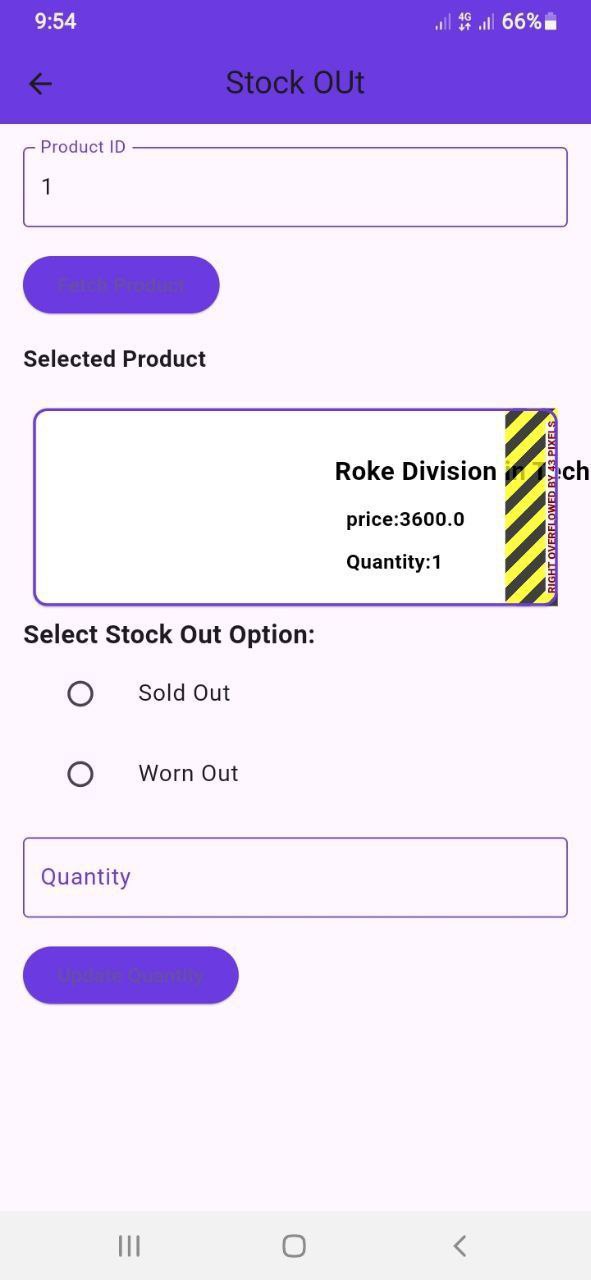 9:54
4G
66%
Stock OUt
Product ID
1
Fetch Product
Selected Product
Roke Division in Tech
price:3600.0
Quantity:1
RIGHT OVERFLOWED BY 43 PIXELS
Select Stock Out Option:
Sold Out
Worn Out
Quantity
Update Quantity